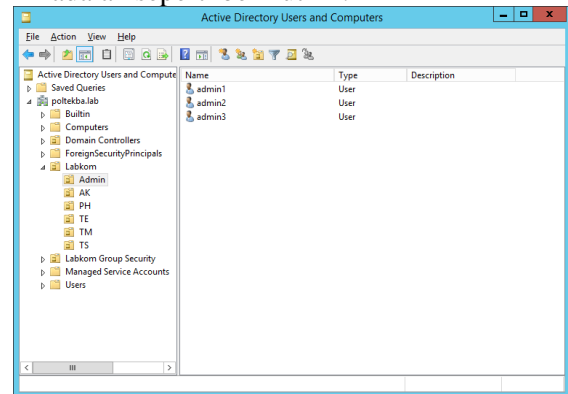 Active Directory Users and Computers
File Action View Help
Active Directory Users and Compute
Saved Queries
poltekba.lab
Builtin
Computers
Domain Controllers
ForeignSecurityPrincipals
Labkom
Admin
AK
PH
TE
TM
TS
Labkom Group Security
Managed Service Accounts
Users
Name Type Description
admin1 User
admin2 User
admin3 User